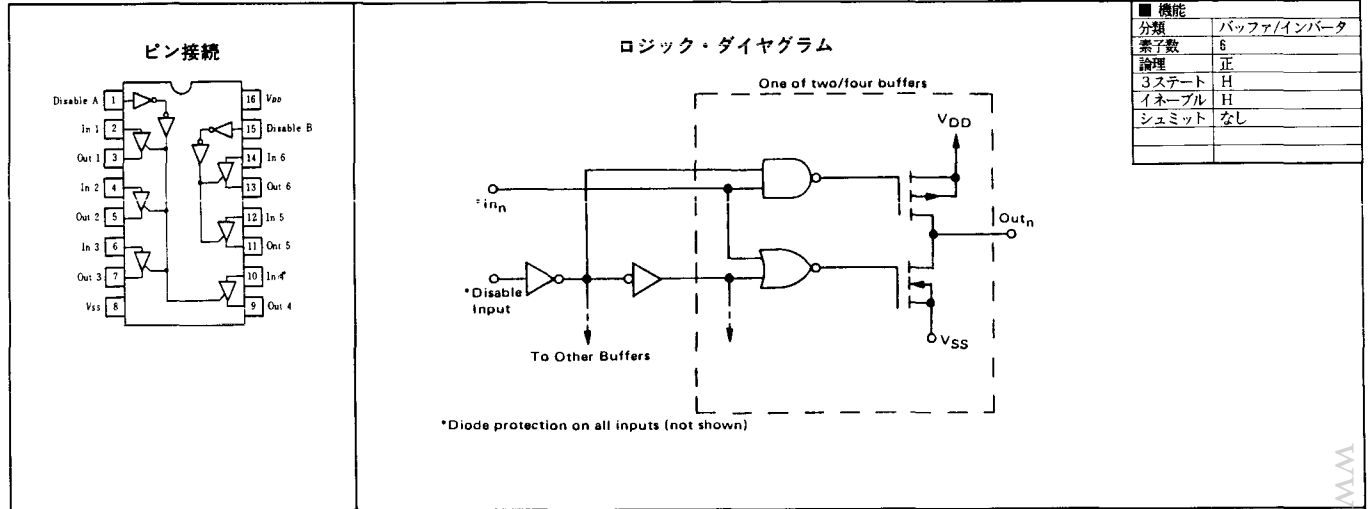 ピン接続
Disable A 1
In 1 2
Out 1 3
In 2 4
Out 2 5
In 3 6
Out 3 7
Vss 8
16 VDD
15 Disable B
14 In 6
13 Out 6
12 In 5
11 Out 5
10 In 4
9 Out 4
ロジック・ダイヤグラム
One of two/four buffers
VDD
*inn
Outn
*Disable
Input
VSS
To Other Buffers
*Diode protection on all inputs (not shown)
■ 機能
分類 バッファ/インバータ
素子数 6
論理 正
3ステート H
イネーブル H
シュミット なし
WW